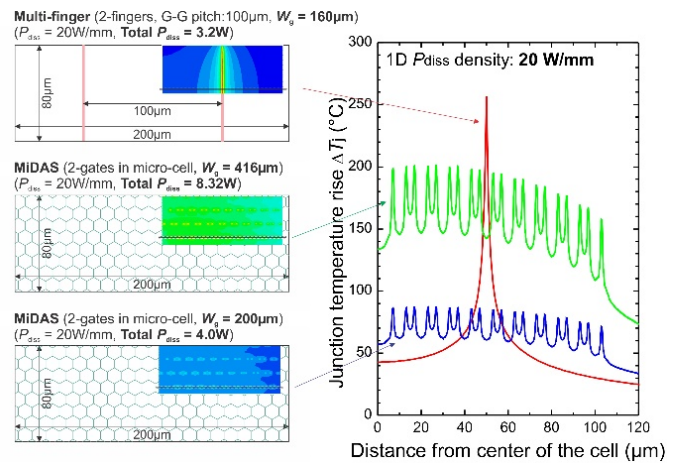 Multi-finger (2-fingers, G-G pitch:100µm, Wg = 160µm)
(Pdiss = 20W/mm, Total Pdiss = 3.2W)
80µm
100µm
200µm
MiDAS (2-gates in micro-cell, Wg = 416µm)
(Pdiss = 20W/mm, Total Pdiss = 8.32W)
80µm
200µm
MiDAS (2-gates in micro-cell, Wg = 200µm)
(Pdiss = 20W/mm, Total Pdiss = 4.0W)
80µm
200µm
1D Pdiss density: 20 W/mm
Junction temperature rise ΔTj (°C)
300
250
200
150
100
50
0
0 20 40 60 80 100 120
Distance from center of the cell (µm)